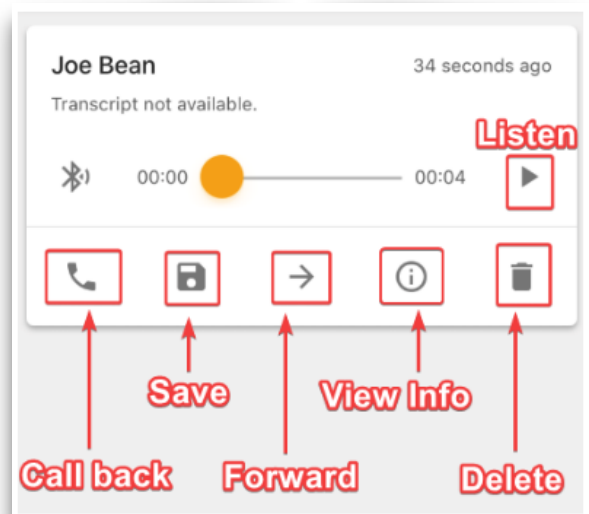 Joe Bean 34 seconds ago
Transcript not available.
Listen
00:00 00:04
Save View Info
Call back Forward Delete